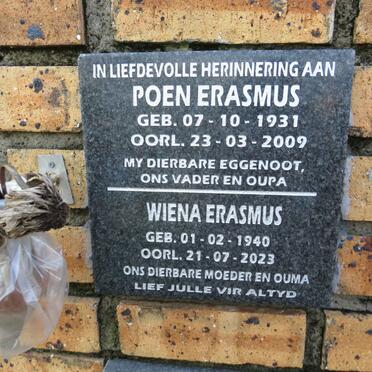 IN LIEFDEVOLLE HERINNERING AAN
POEN ERASMUS
GEB. 07 - 10 - 1931
OORL. 23 - 03 - 2009
MY DIERBARE EGGENOOT,
ONS VADER EN OUPA
WIENA ERASMUS
GEB. 01 - 02 - 1940
OORL. 21 - 07 - 2023
ONS DIERBARE MOEDER EN OUMA
LIEF JULLE VIR ALTYD